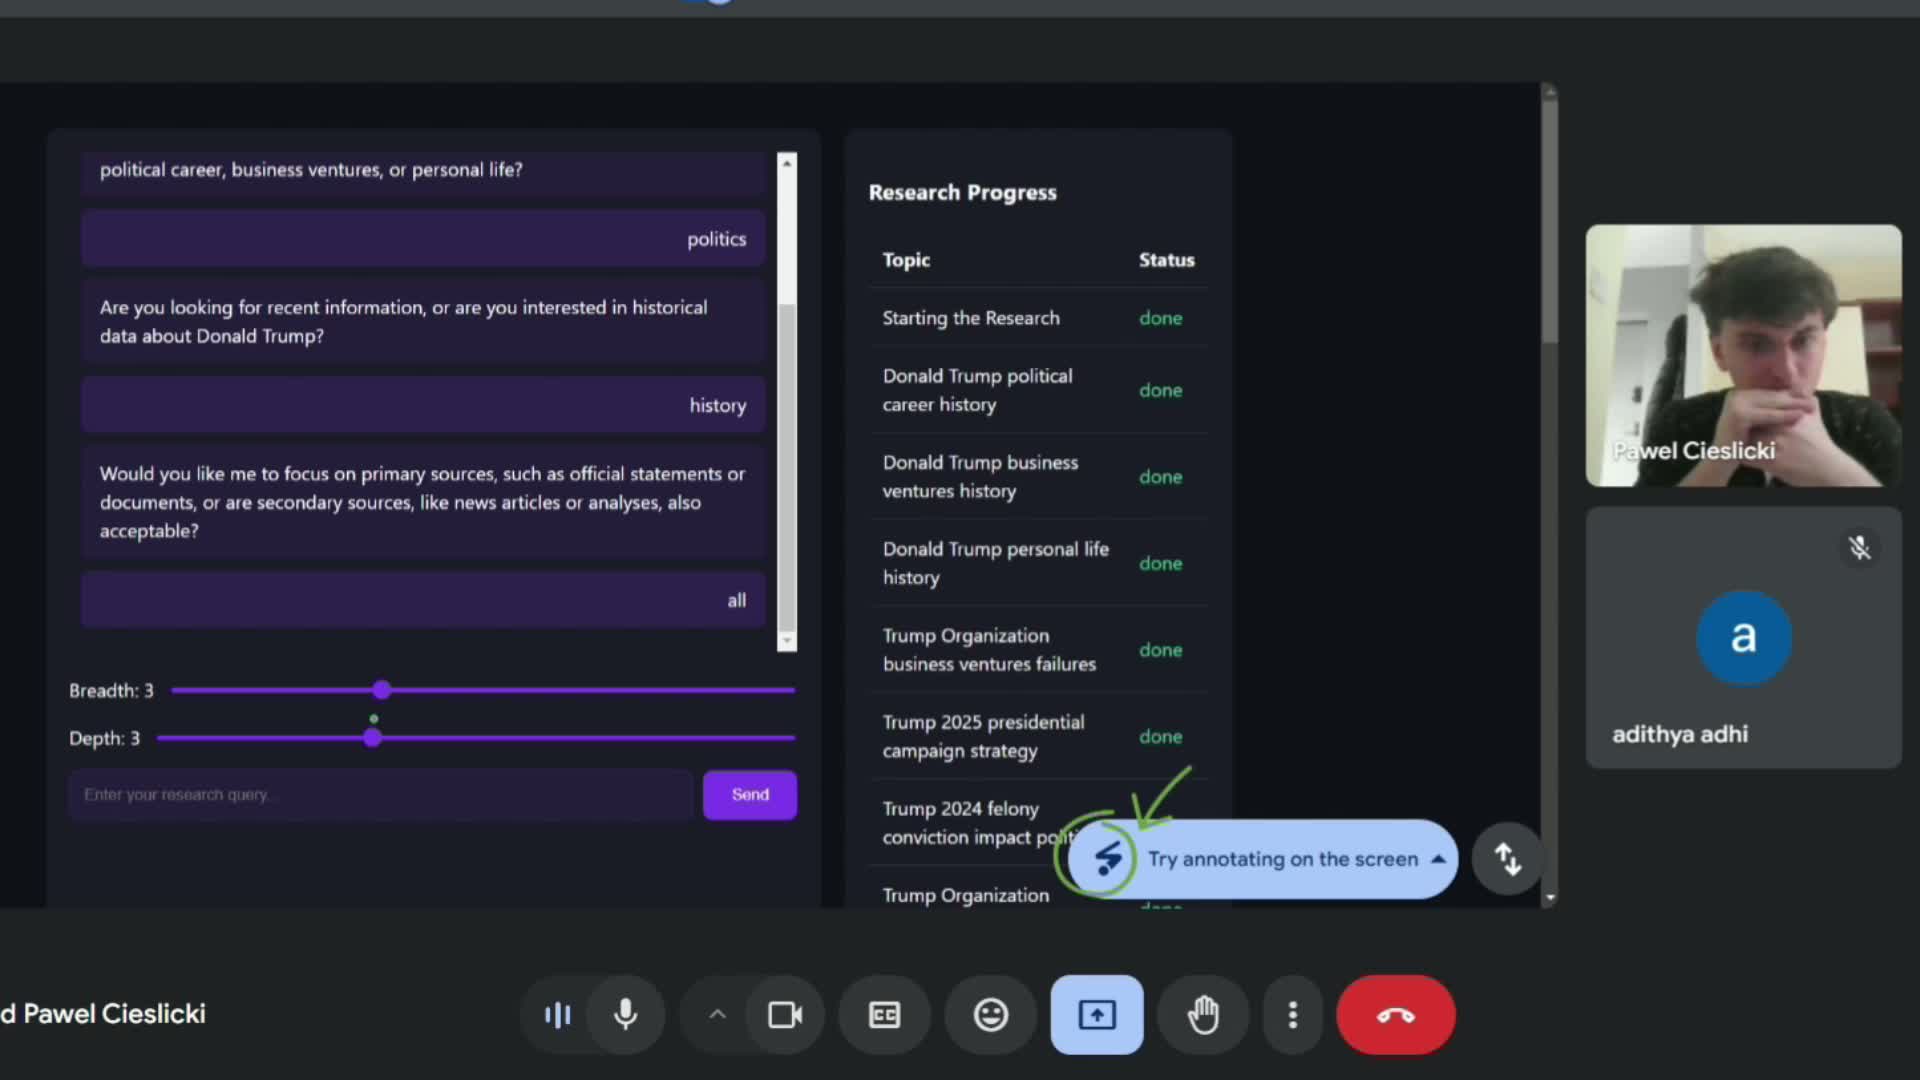 political career, business ventures, or personal life?
politics
Are you looking for recent information, or are you interested in historical
data about Donald Trump?
history
Would you like me to focus on primary sources, such as official statements or
documents, or are secondary sources, like news articles or analyses, also
acceptable?
all
Breadth: 3
Depth: 3
Enter your research query...
Send
Research Progress
Topic Status
Starting the Research done
Donald Trump political
career history
done
Donald Trump business
ventures history
done
Donald Trump personal life
history
done
Trump Organization
business ventures failures
done
Trump 2025 presidential
campaign strategy
done
Trump 2024 felony
conviction impact
Try annotating on the screen
Trump Organization
done
Pawel Cieslicki
a
adithya adhi
d Pawel Cieslicki
CC